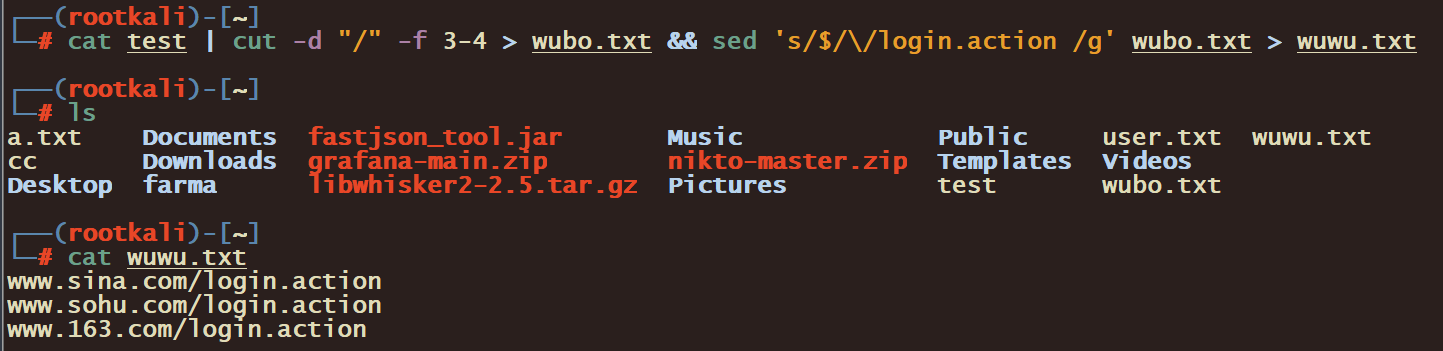 ┌──(rootkali)-[~]
└─# cat test | cut -d "/" -f 3-4 > wubo.txt && sed 's/$/\/login.action /g' wubo.txt > wuwu.txt
┌──(rootkali)-[~]
└─# ls
a.txt    Documents  fastjson_tool.jar       Music              Public     user.txt  wuwu.txt
cc       Downloads  grafana-main.zip        nikto-master.zip   Templates  Videos
Desktop  farma      libwhisker2-2.5.tar.gz  Pictures           test       wubo.txt
┌──(rootkali)-[~]
└─# cat wuwu.txt
www.sina.com/login.action
www.sohu.com/login.action
www.163.com/login.action